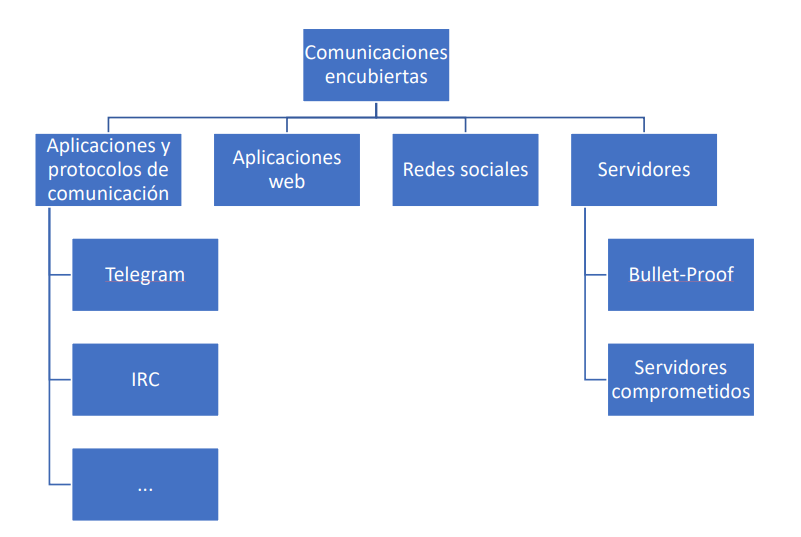 Comunicaciones
encubiertas
Aplicaciones y
protocolos de
comunicación
Aplicaciones
web
Redes sociales
Servidores
Telegram
Bullet-Proof
IRC
Servidores
comprometidos
...